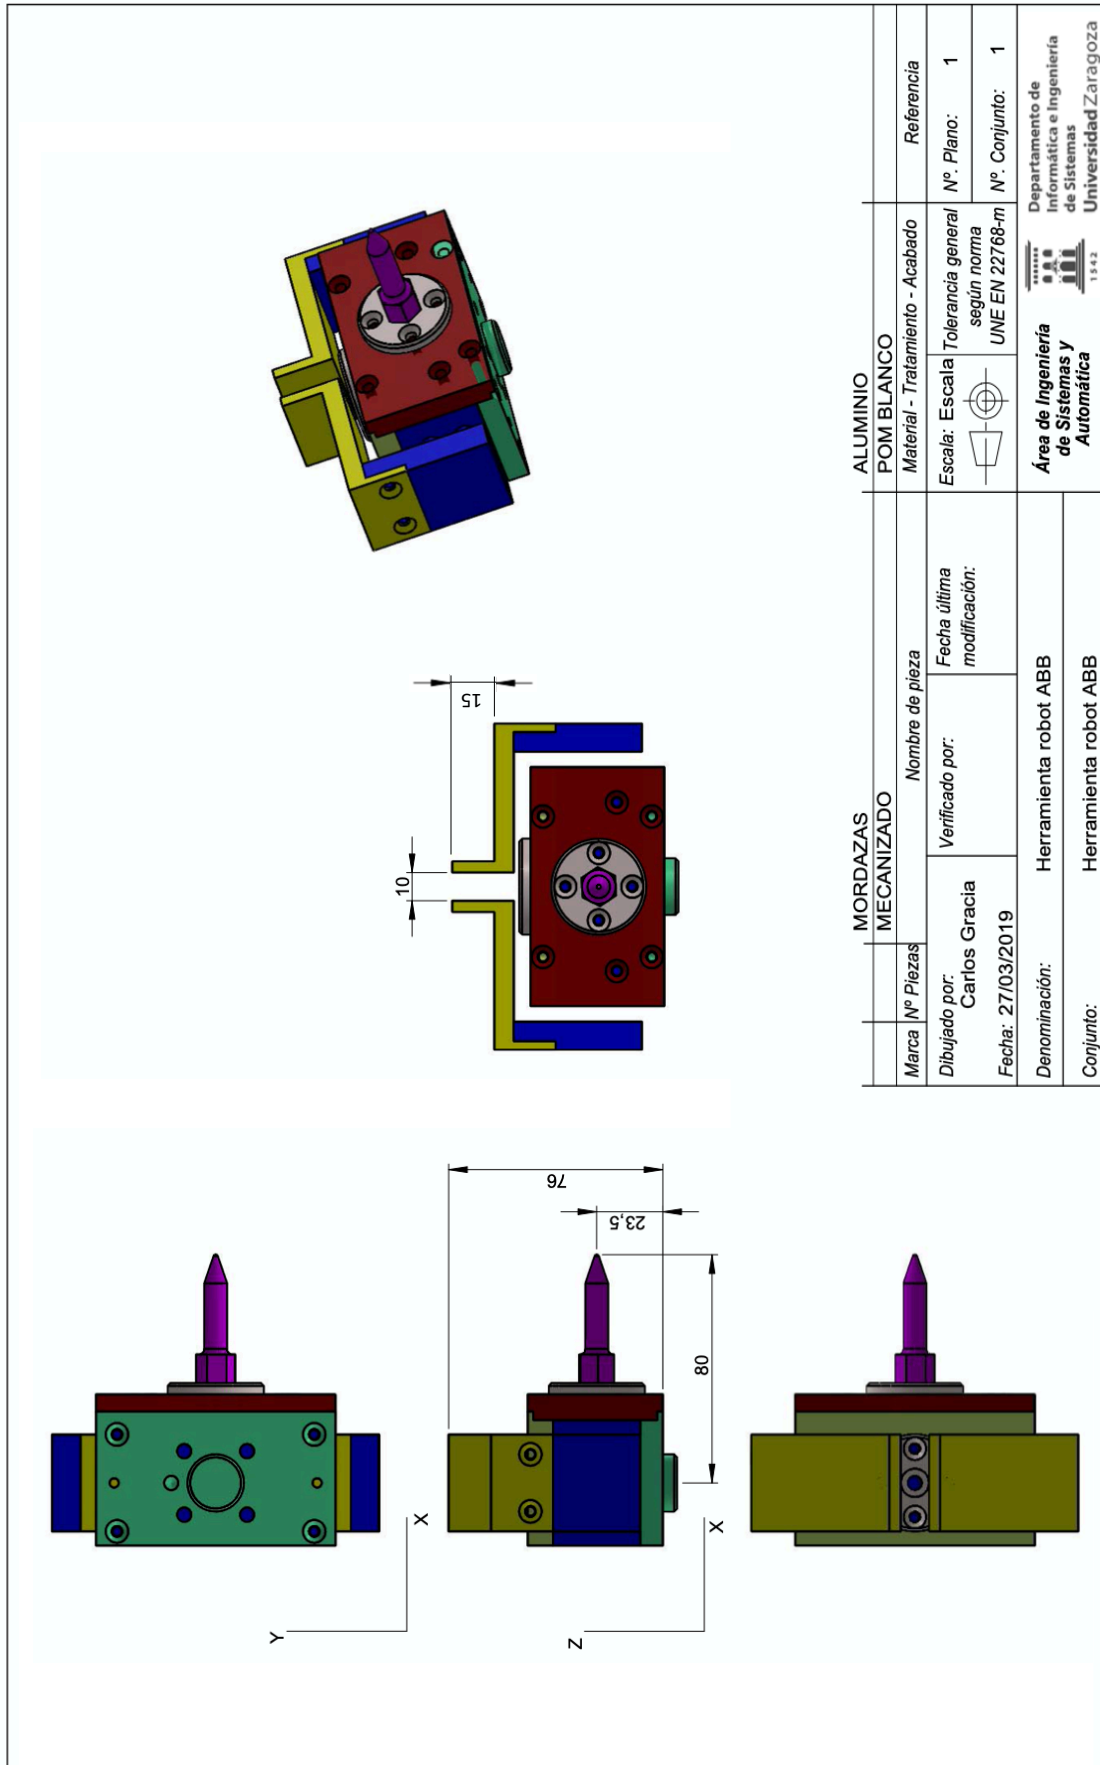 Y
X
Z
X
76
23,5
80
10
15
MORDAZAS
ALUMINIO
MECANIZADO
POM BLANCO
Marca
Nº Piezas
Nombre de pieza
Material - Tratamiento - Acabado
Referencia
Dibujado por:
Carlos Gracia
Fecha: 27/03/2019
Verificado por:
Fecha última
modificación:
Escala: Escala
Tolerancia general
según norma
UNE EN 22768-m
Nº. Plano: 1
Nº. Conjunto: 1
Denominación: Herramienta robot ABB
Conjunto: Herramienta robot ABB
Área de Ingeniería
de Sistemas y
Automática
1542
Departamento de
Informática e Ingeniería
de Sistemas
Universidad Zaragoza